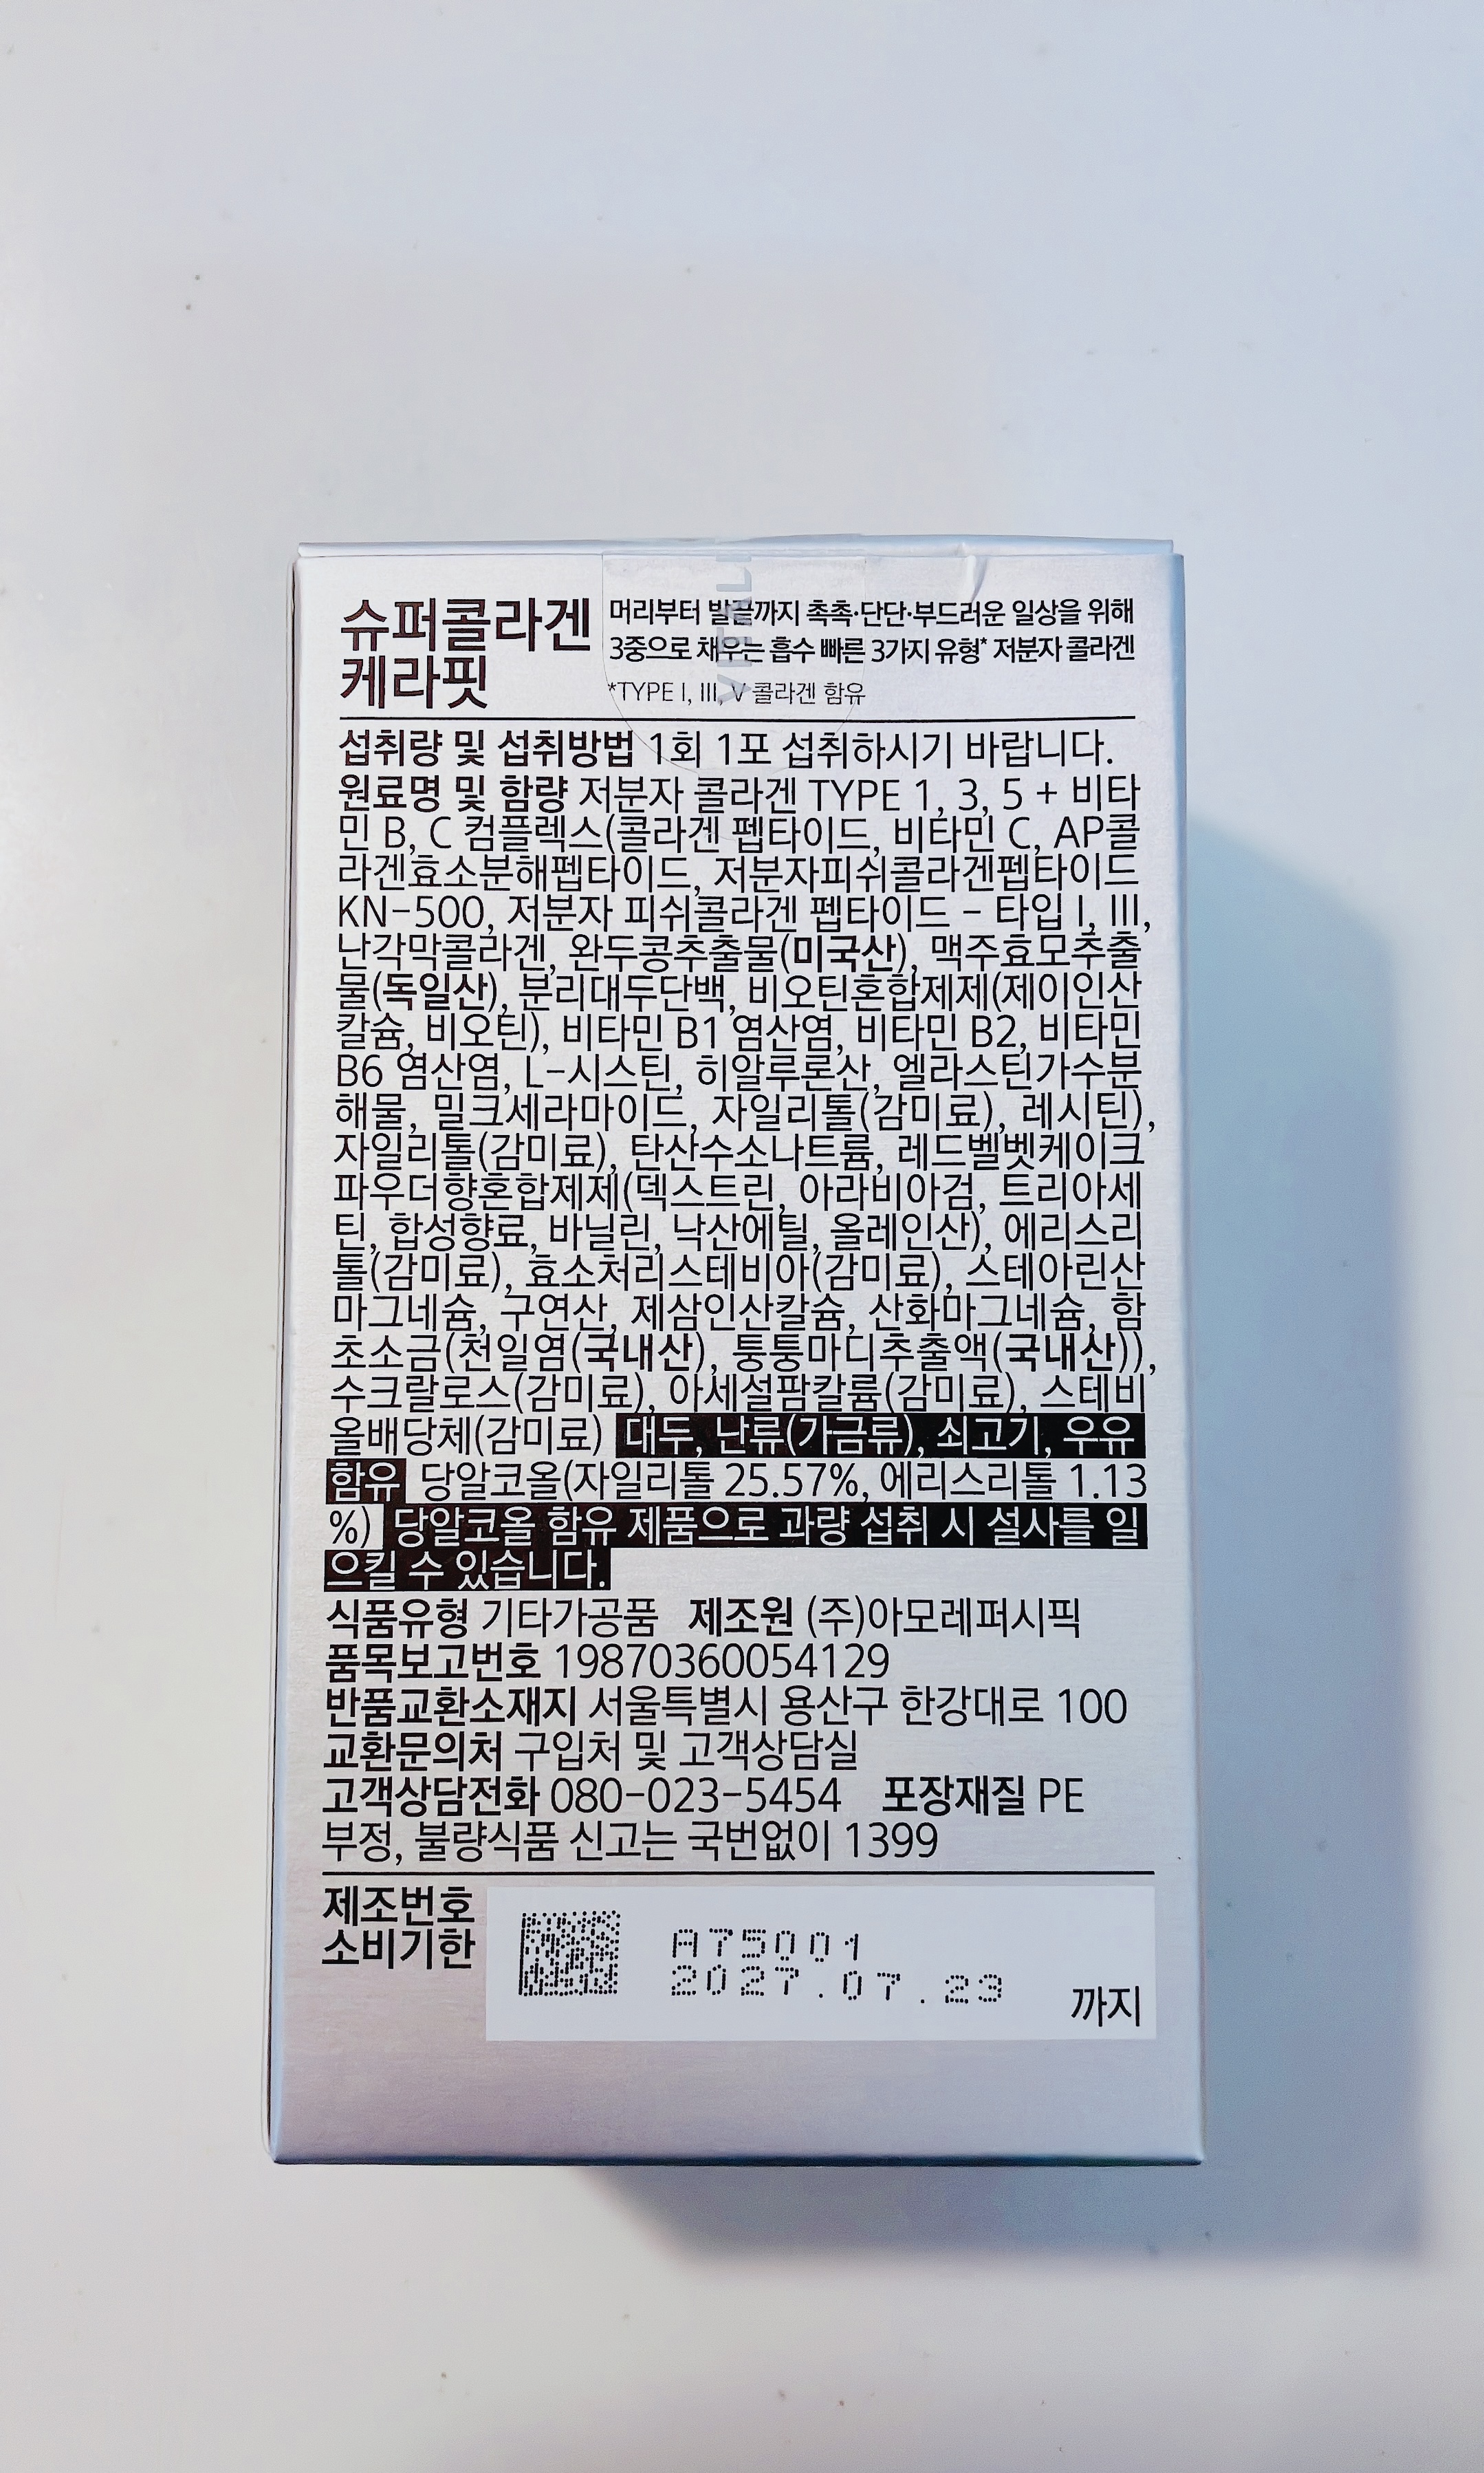 슈퍼콜라겐
케라핏
머리부터 발끝까지 촉촉·단단·부드러운 일상을 위해
3중으로 채우는 흡수 빠른 3가지 유형* 저분자 콜라겐
*TYPE I, III, V 콜라겐 함유
VITAL
섭취량 및 섭취방법 1회 1포 섭취하시기 바랍니다.
원료명 및 함량 저분자 콜라겐 TYPE 1, 3, 5 + 비타
민 B, C 컴플렉스(콜라겐 펩타이드, 비타민 C, AP콜
라겐효소분해펩타이드, 저분자피쉬콜라겐펩타이드
KN-500, 저분자 피쉬콜라겐 펩타이드 - 타입 I, III,
난각막콜라겐, 완두콩추출물(미국산), 맥주효모추출
물(독일산), 분리대두단백, 비오틴혼합제제(제이인산
칼슘, 비오틴), 비타민 B1 염산염, 비타민 B2, 비타민
B6 염산염, L-시스틴, 히알루론산, 엘라스틴가수분
해물, 밀크세라마이드, 자일리톨(감미료), 레시틴),
자일리톨(감미료), 탄산수소나트륨, 레드벨벳케이크
파우더향혼합제제(덱스트린, 아라비아검, 트리아세
틴, 합성향료, 바닐린, 낙산에틸, 올레인산), 에리스리
톨(감미료), 효소처리스테비아(감미료), 스테아린산
마그네슘, 구연산, 제삼인산칼슘, 산화마그네슘, 함
초소금(천일염(국내산), 퉁퉁마디추출액(국내산)),
수크랄로스(감미료), 아세설팜칼륨(감미료), 스테비
올배당체(감미료) 대두, 난류(가금류), 쇠고기, 우유
함유 당알코올(자일리톨 25.57%, 에리스리톨 1.13
%) 당알코올 함유 제품으로 과량 섭취 시 설사를 일
으킬 수 있습니다.
식품유형 기타가공품 제조원 (주)아모레퍼시픽
품목보고번호 19870360054129
반품교환소재지 서울특별시 용산구 한강대로 100
교환문의처 구입처 및 고객상담실
고객상담전화 080-023-5454 포장재질 PE
부정, 불량식품 신고는 국번없이 1399
제조번호 A75001
소비기한 2027.07.23 까지